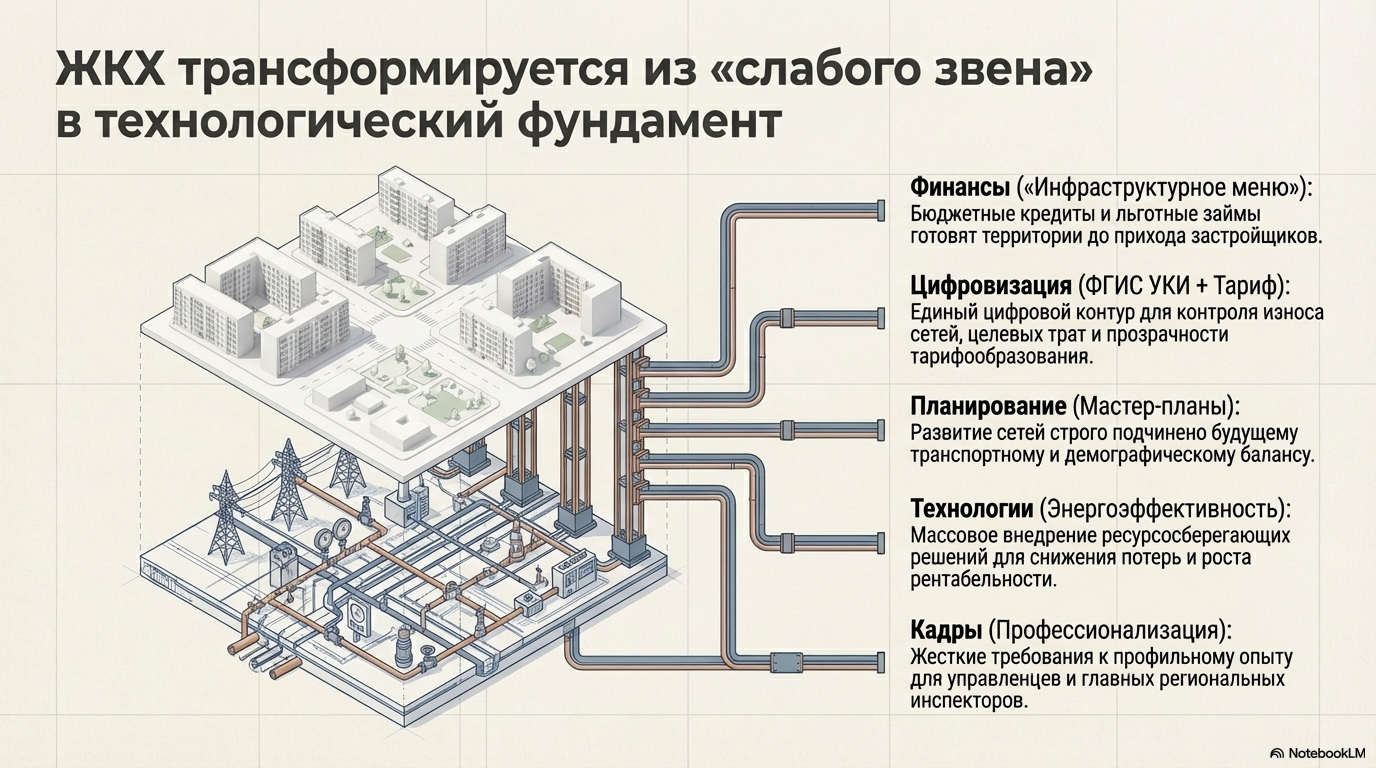 ЖКХ трансформируется из «слабого звена»
в технологический фундамент
Финансы («Инфраструктурное меню»):
Бюджетные кредиты и льготные займы
готовят территории до прихода застройщиков.
Цифровизация (ФГИС УКИ + Тариф):
Единый цифровой контур для контроля износа
сетей, целевых трат и прозрачности
тарифообразования.
Планирование (Мастер-планы):
Развитие сетей строго подчинено будущему
транспортному и демографическому балансу.
Технологии (Энергоэффективность):
Массовое внедрение ресурсосберегающих
решений для снижения потерь и роста
рентабельности.
Кадры (Профессионализация):
Жесткие требования к профильному опыту
для управленцев и главных региональных
инспекторов.
NotebookLM